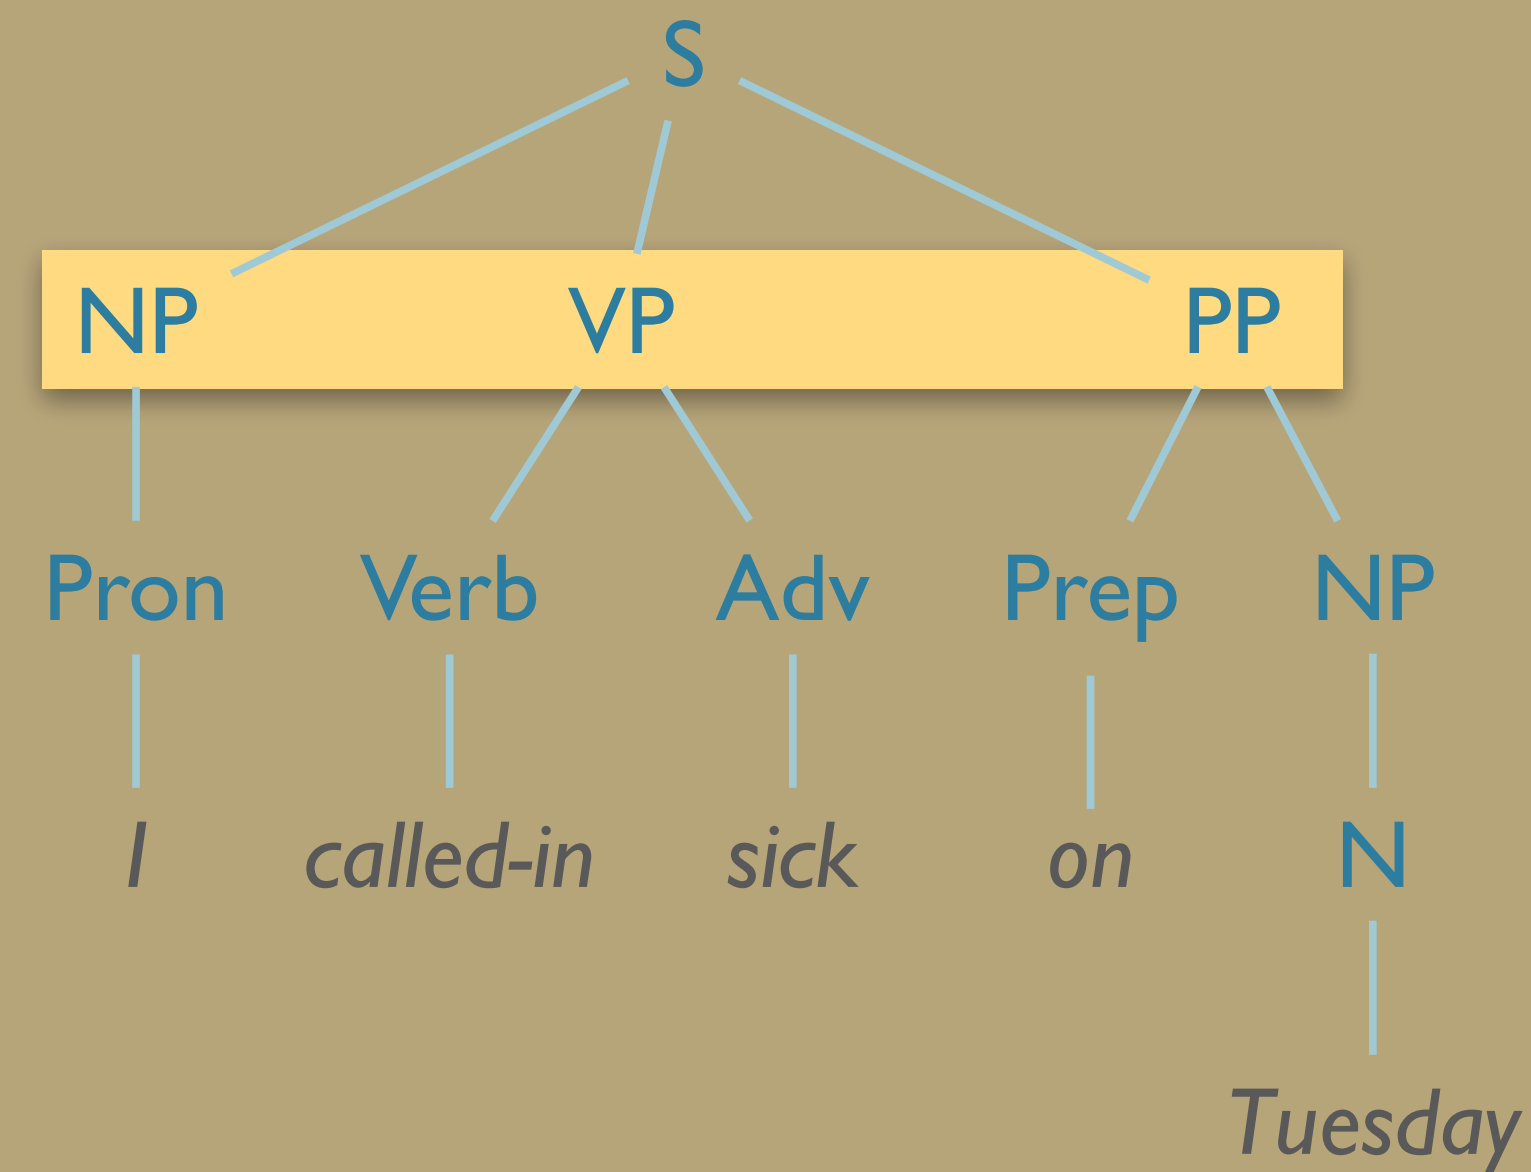 S
NP VP PP
Pron Verb Adv Prep NP
I called-in sick on N
Tuesday